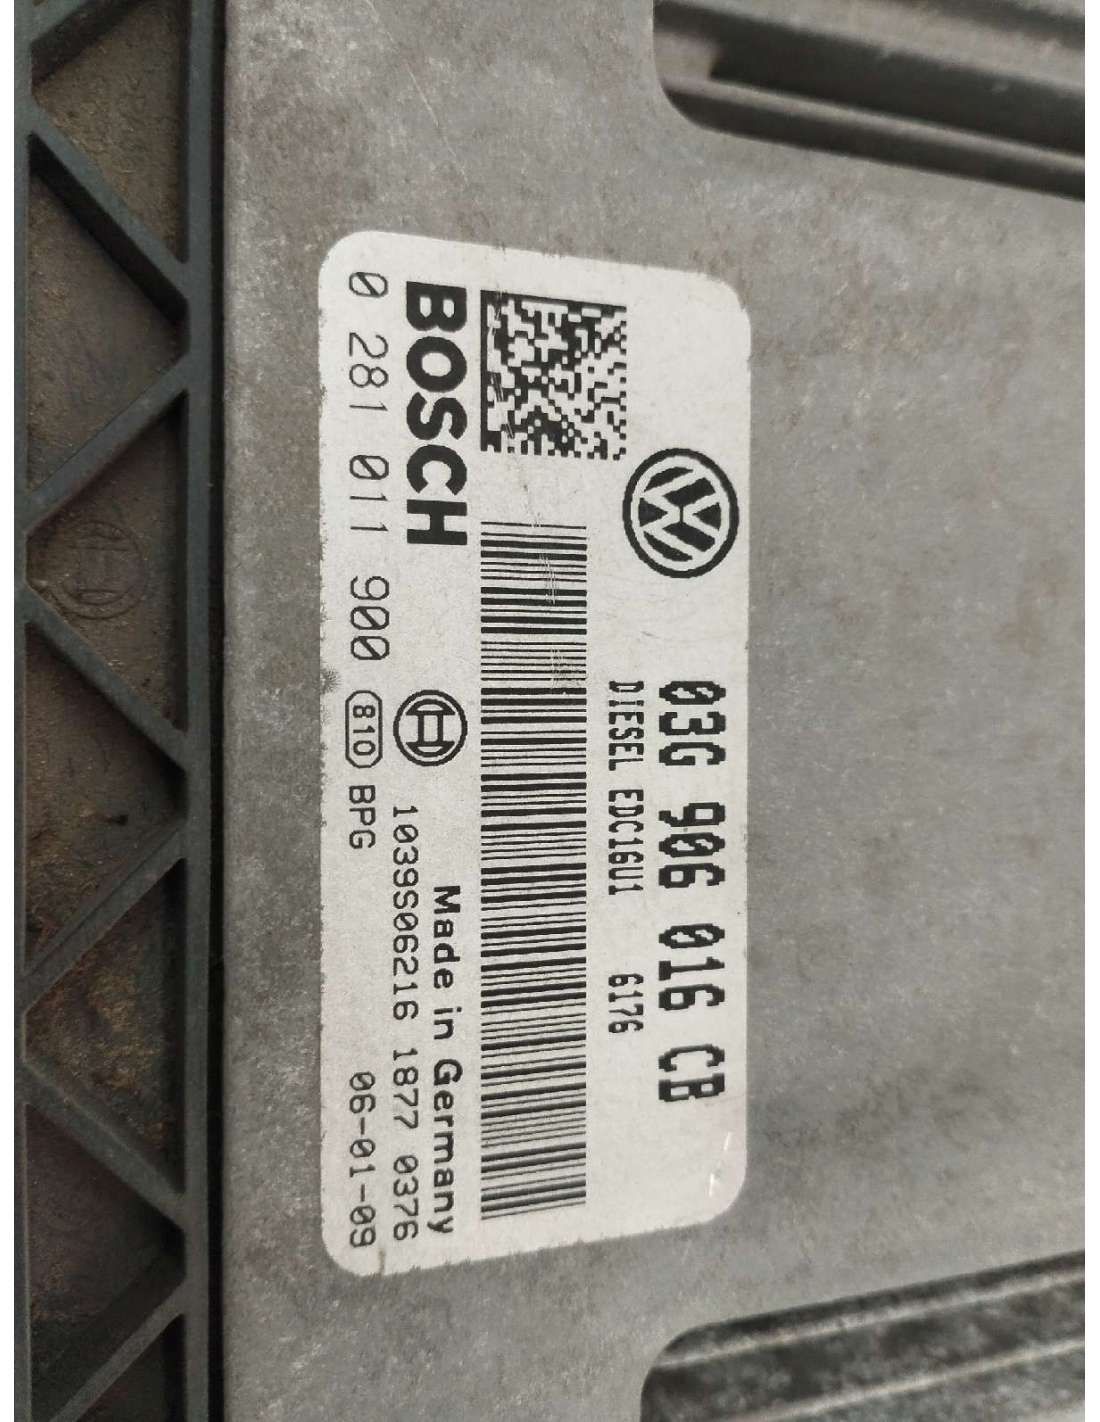 03G 906 016 CB
DIESEL EDC16U1 6176
BOSCH
Made in Germany
1039S06216 1877 0376
0 281 011 900 810 BPG 06-01-09